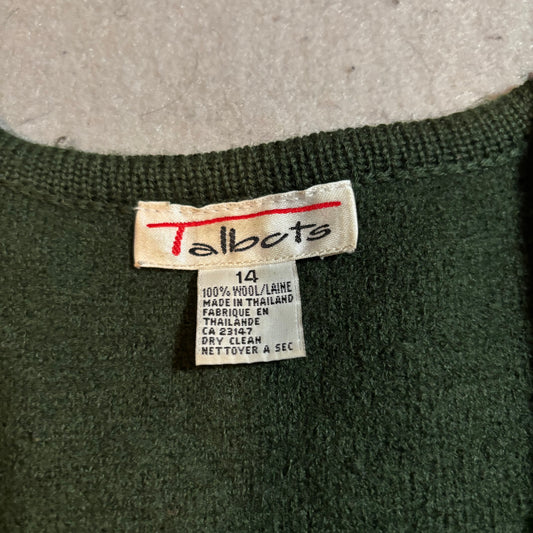 Talbots
14
100% WOOL/LAINE
MADE IN THAILAND
FABRIQUE EN
THAILANDE
CA 23147
DRY CLEAN
NETTOYER A SEC